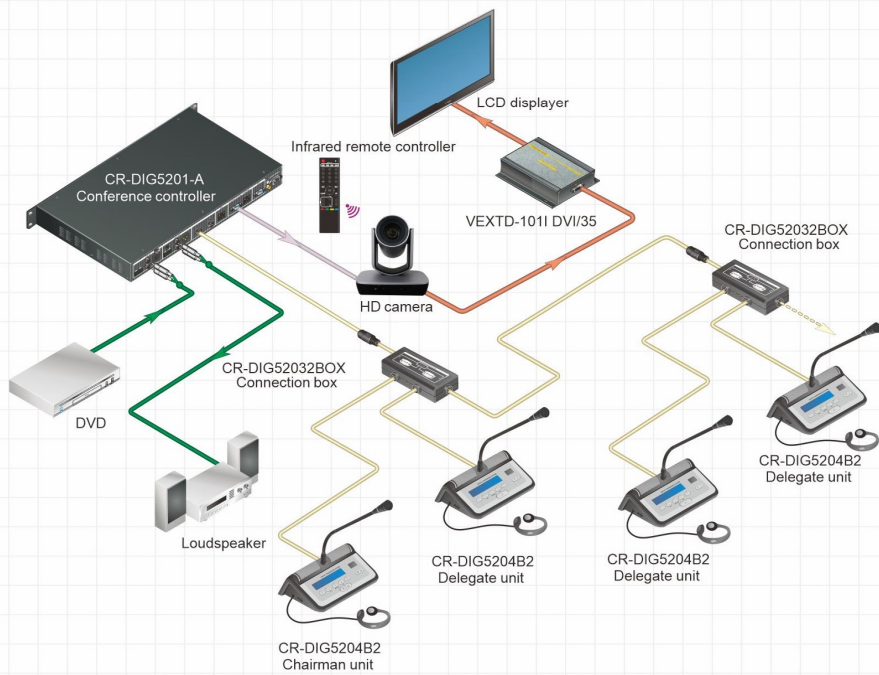 LCD displayer
Infrared remote controller
CR-DIG5201-A
Conference controller
VEXTD-101I DVI/35
CR-DIG52032BOX
Connection box
HD camera
CR-DIG52032BOX
Connection box
DVD
CR-DIG5204B2
Delegate unit
Loudspeaker
CR-DIG5204B2
Delegate unit
CR-DIG5204B2
Delegate unit
CR-DIG5204B2
Chairman unit